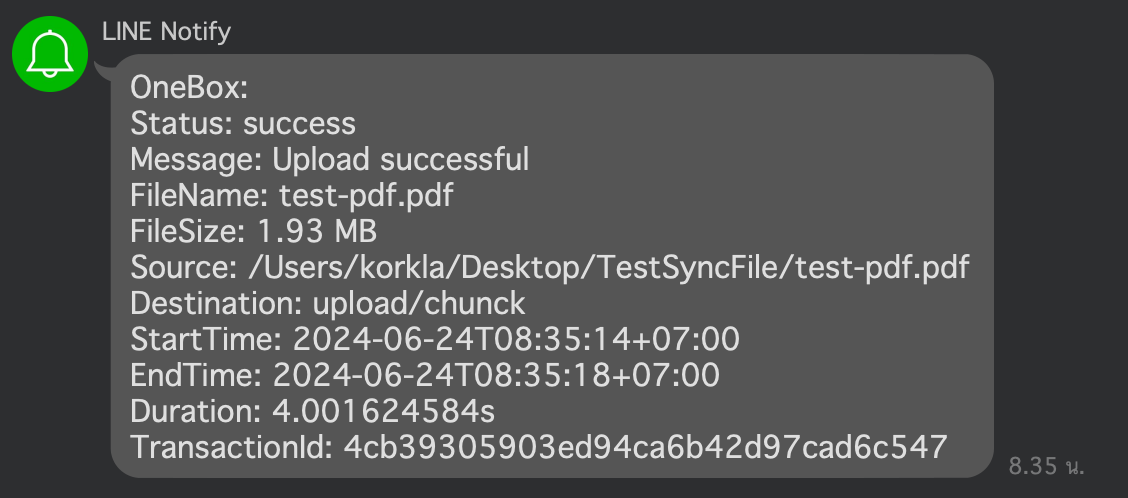 LINE Notify
OneBox:
Status: success
Message: Upload successful
FileName: test-pdf.pdf
FileSize: 1.93 MB
Source: /Users/korkla/Desktop/TestSyncFile/test-pdf.pdf
Destination: upload/chunck
StartTime: 2024-06-24T08:35:14+07:00
EndTime: 2024-06-24T08:35:18+07:00
Duration: 4.001624584s
TransactionId: 4cb39305903ed94ca6b42d97cad6c547
8.35 น.